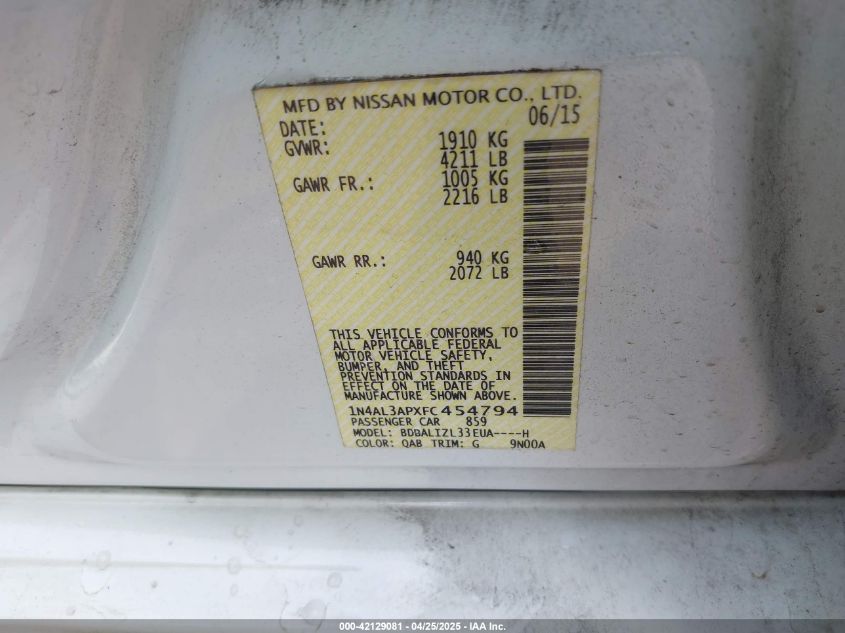 MFD BY NISSAN MOTOR CO., LTD.
DATE: 06/15
GVWR: 1910 KG
4211 LB
GAWR FR.: 1005 KG
2216 LB
GAWR RR.: 940 KG
2072 LB
THIS VEHICLE CONFORMS TO
ALL APPLICABLE FEDERAL
MOTOR VEHICLE SAFETY,
BUMPER, AND THEFT
PREVENTION STANDARDS IN
EFFECT ON THE DATE OF
MANUFACTURE SHOWN ABOVE.
1N4AL3APXFC454794
PASSENGER CAR 859
MODEL: BDBALIZL33EUA----H
COLOR: QAB TRIM: G 9N00A
000-42129081 - 04/25/2025 - IAA Inc.